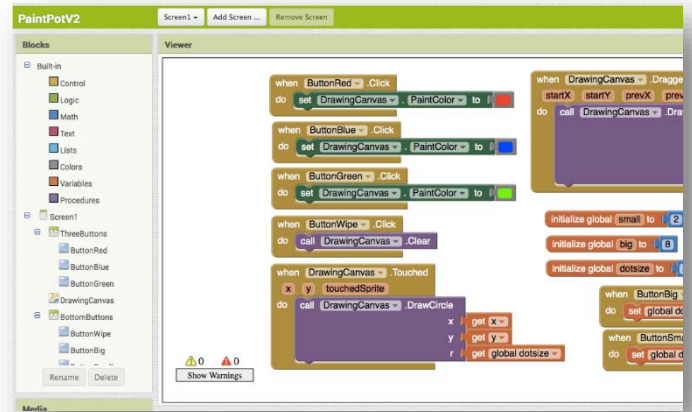 PaintPotV2
Screen1 Add Screen ... Remove Screen
Blocks
Viewer
Built-in
Control
Logic
Math
Text
Lists
Colors
Variables
Procedures
Screen1
ThreeButtons
ButtonRed
ButtonBlue
ButtonGreen
DrawingCanvas
BottomButtons
ButtonWipe
ButtonBig
Rename Delete
Media
when ButtonRed .Click
do set DrawingCanvas . PaintColor to
when ButtonBlue .Click
do set DrawingCanvas . PaintColor to
when ButtonGreen .Click
do set DrawingCanvas . PaintColor to
when ButtonWipe .Click
do call DrawingCanvas .Clear
when DrawingCanvas .Touched
x y touchedSprite
do call DrawingCanvas .DrawCircle
x get x
y get y
r get global dotsize
0 0
Show Warnings
when DrawingCanvas .Dragge
startX startY prevX prev
do call DrawingCanvas .Dra
initialize global small to 2
initialize global big to 8
initialize global dotsize to
when ButtonBig
do set global do
when ButtonSma
do set global d